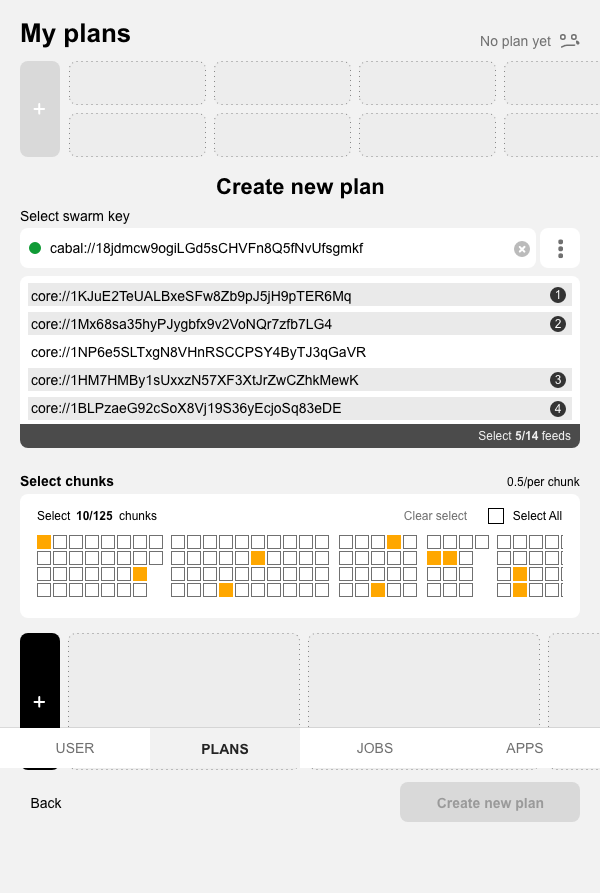 My plans
No plan yet
+
Create new plan
Select swarm key
cabal://18jdmcw9ogiLGd5sCHVFn8Q5fNvUfsgmkf
core://1KJuE2TeUALBxeSFw8Zb9pJ5jH9pTER6Mq 1
core://1Mx68sa35hyPJygbfx9v2VoNQr7zfb7LG4 2
core://1NP6e5SLTxgN8VHnRSCCPSY4ByTJ3qGaVR
core://1HM7HMBy1sUxxzN57XF3XtJrZwCZhkMewK 3
core://1BLPzaeG92cSoX8Vj19S36yEcjoSq83eDE 4
Select 5/14 feeds
Select chunks 0.5/per chunk
Select 10/125 chunks Clear select Select All
+
USER PLANS JOBS APPS
Back Create new plan